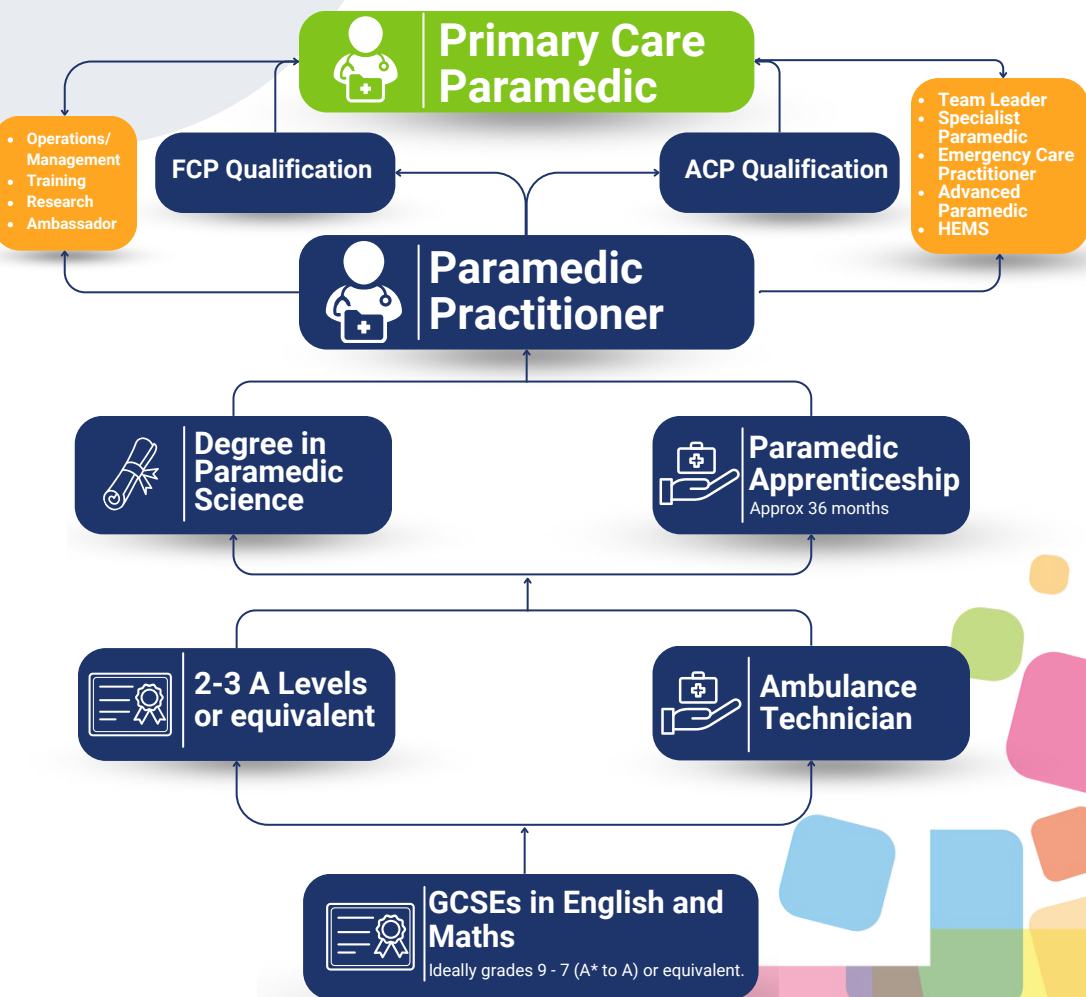 Primary Care
Paramedic
• Operations/
Management
• Training
• Research
• Ambassador
FCP Qualification
ACP Qualification
• Team Leader
• Specialist
Paramedic
• Emergency Care
Practitioner
• Advanced
Paramedic
• HEMS
Paramedic
Practitioner
Degree in
Paramedic
Science
Paramedic
Apprenticeship
Approx 36 months
2-3 A Levels
or equivalent
Ambulance
Technician
GCSEs in English and
Maths
Ideally grades 9 - 7 (A* to A) or equivalent.